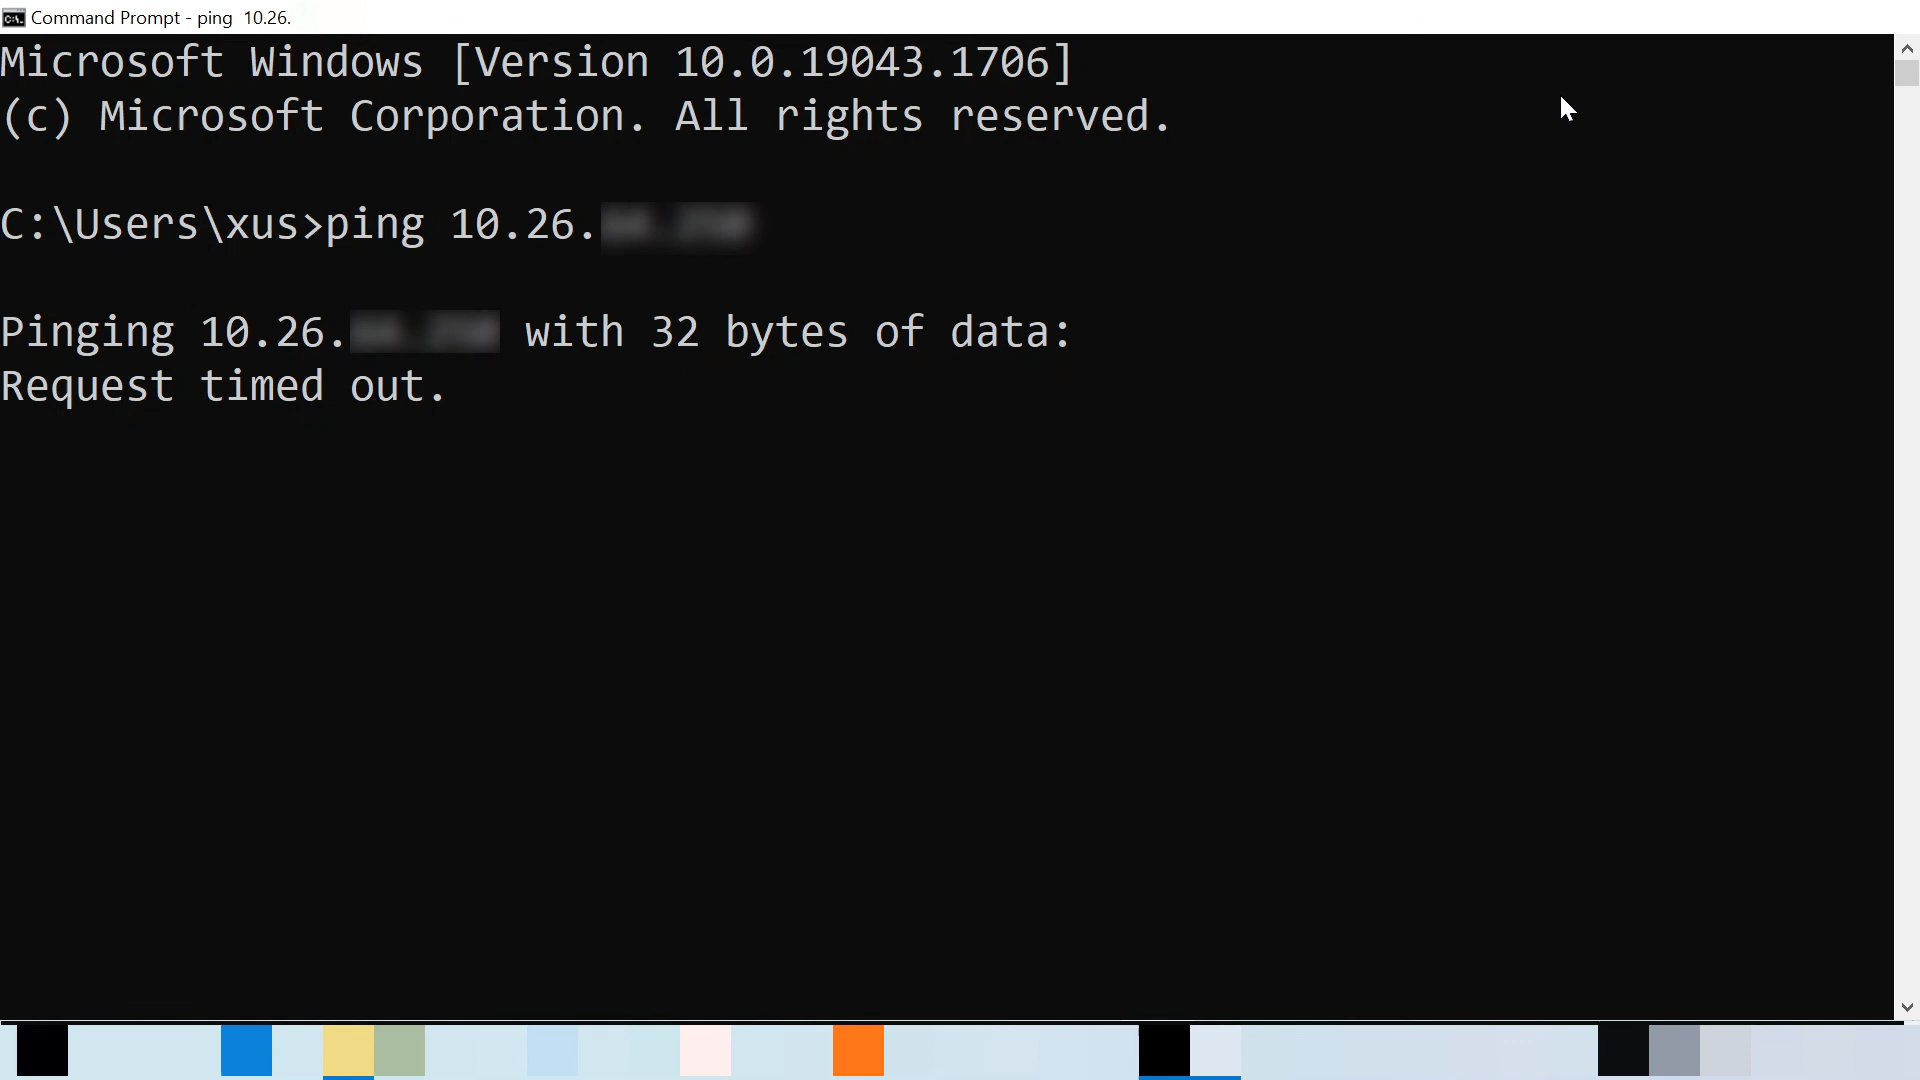 Command Prompt - ping 10.26.
Microsoft Windows [Version 10.0.19043.1706]
(c) Microsoft Corporation. All rights reserved.
C:\Users\xus>ping 10.26.
Pinging 10.26. with 32 bytes of data:
Request timed out.